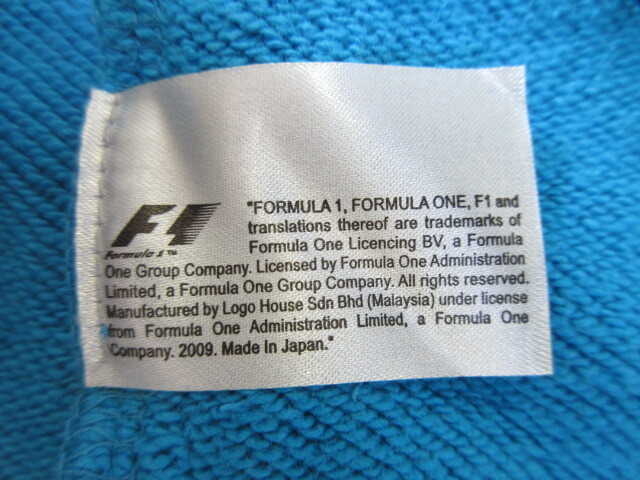 F1
Formula 1™
"FORMULA 1, FORMULA ONE, F1 and
translations thereof are trademarks of
Formula One Licencing BV, a Formula
One Group Company. Licensed by Formula One Administration
Limited, a Formula One Group Company. All rights reserved.
Manufactured by Logo House Sdn Bhd (Malaysia) under license
from Formula One Administration Limited, a Formula One
Company. 2009. Made In Japan."